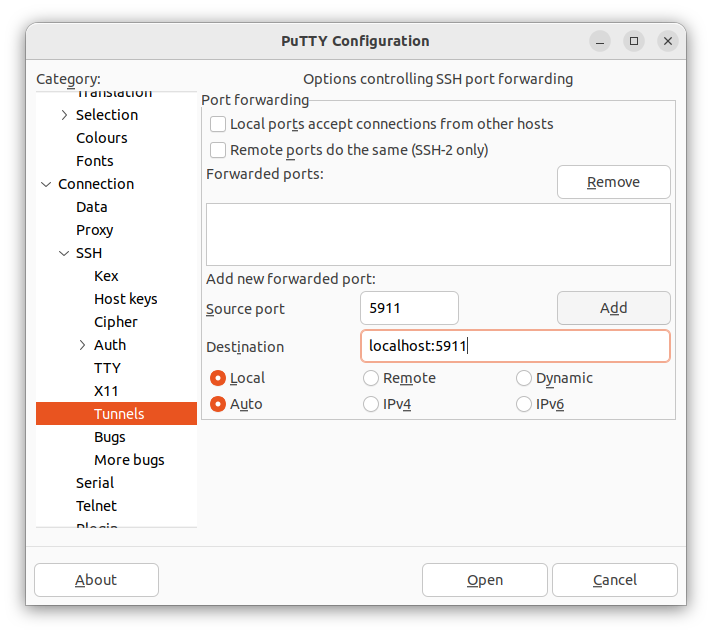 PuTTY Configuration
Category:
Options controlling SSH port forwarding
Translation
Selection
Colours
Fonts
Connection
Data
Proxy
SSH
Kex
Host keys
Cipher
Auth
TTY
X11
Tunnels
Bugs
More bugs
Serial
Telnet
Plugin
Port forwarding
Local ports accept connections from other hosts
Remote ports do the same (SSH-2 only)
Forwarded ports:
Remove
Add new forwarded port:
Source port
5911
Add
Destination
localhost:5911
Local
Remote
Dynamic
Auto
IPv4
IPv6
About
Open
Cancel